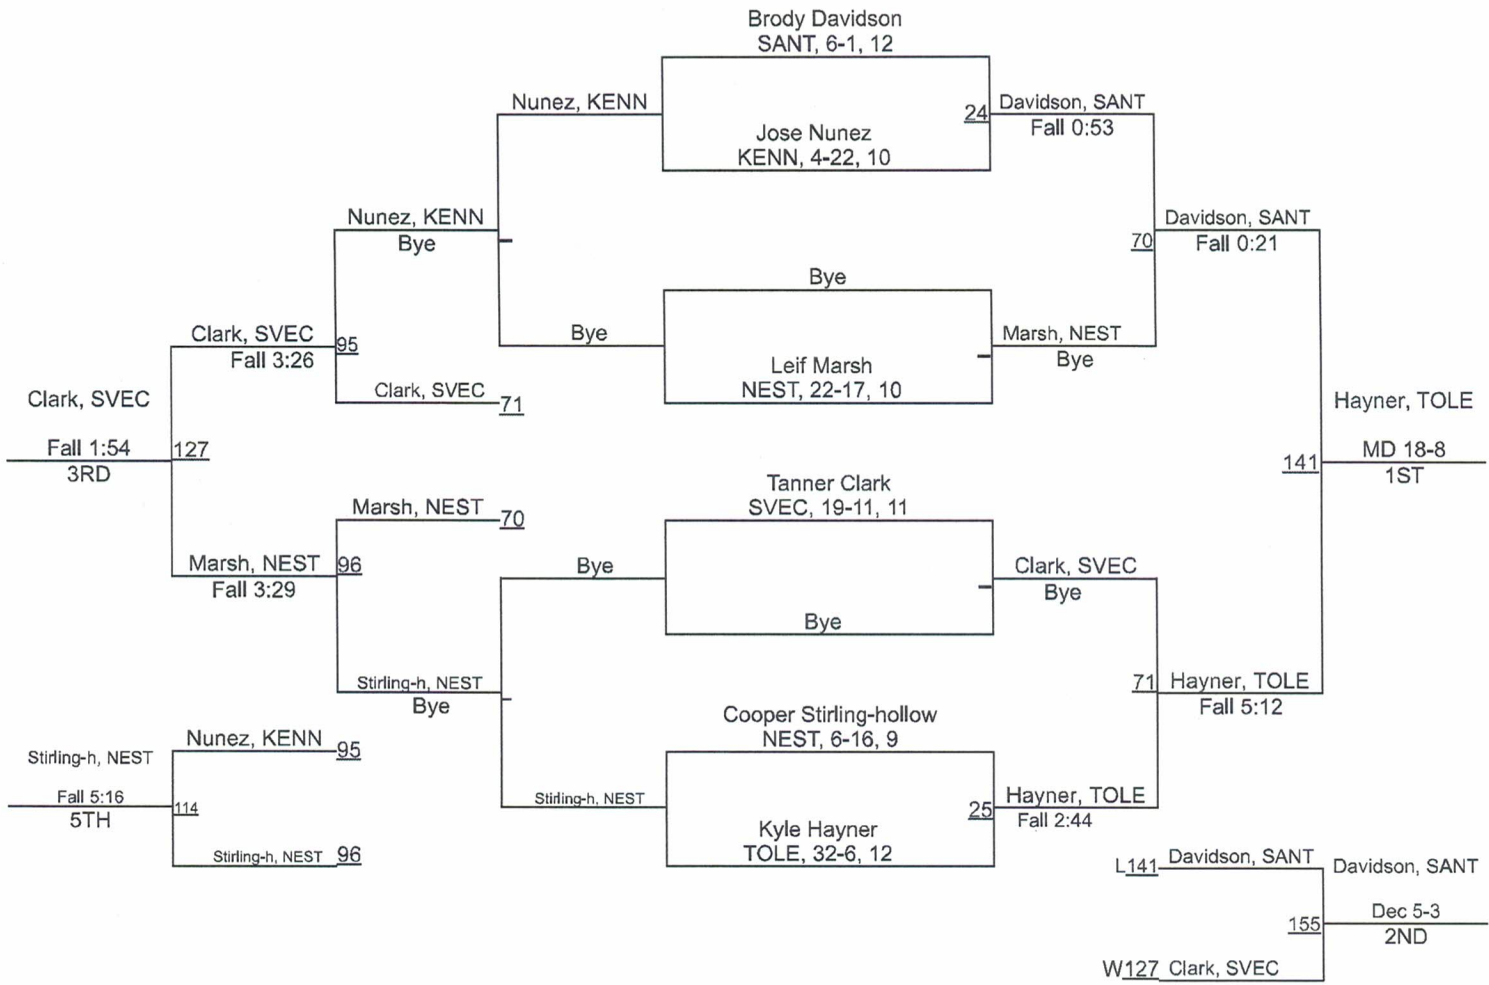 Brody Davidson
SANT, 6-1, 12
Nunez, KENN
24
Davidson, SANT
Fall 0:53
Jose Nunez
KENN, 4-22, 10
Nunez, KENN
Bye
70
Davidson, SANT
Fall 0:21
Bye
Clark, SVEC
Fall 3:26
95
Bye
Marsh, NEST
Bye
Leif Marsh
NEST, 22-17, 10
Clark, SVEC
71
Clark, SVEC
Fall 1:54
3RD
127
Hayner, TOLE
141
MD 18-8
1ST
Tanner Clark
SVEC, 19-11, 11
Marsh, NEST
70
Marsh, NEST
Fall 3:29
96
Bye
Clark, SVEC
Bye
Bye
Stirling-h, NEST
Bye
71
Hayner, TOLE
Fall 5:12
Cooper Stirling-hollow
NEST, 6-16, 9
Nunez, KENN
95
Stirling-h, NEST
Fall 5:16
5TH
114
Stirling-h, NEST
25
Hayner, TOLE
Fall 2:44
Kyle Hayner
TOLE, 32-6, 12
Stirling-h, NEST
96
L141
Davidson, SANT
Davidson, SANT
155
Dec 5-3
2ND
W127
Clark, SVEC